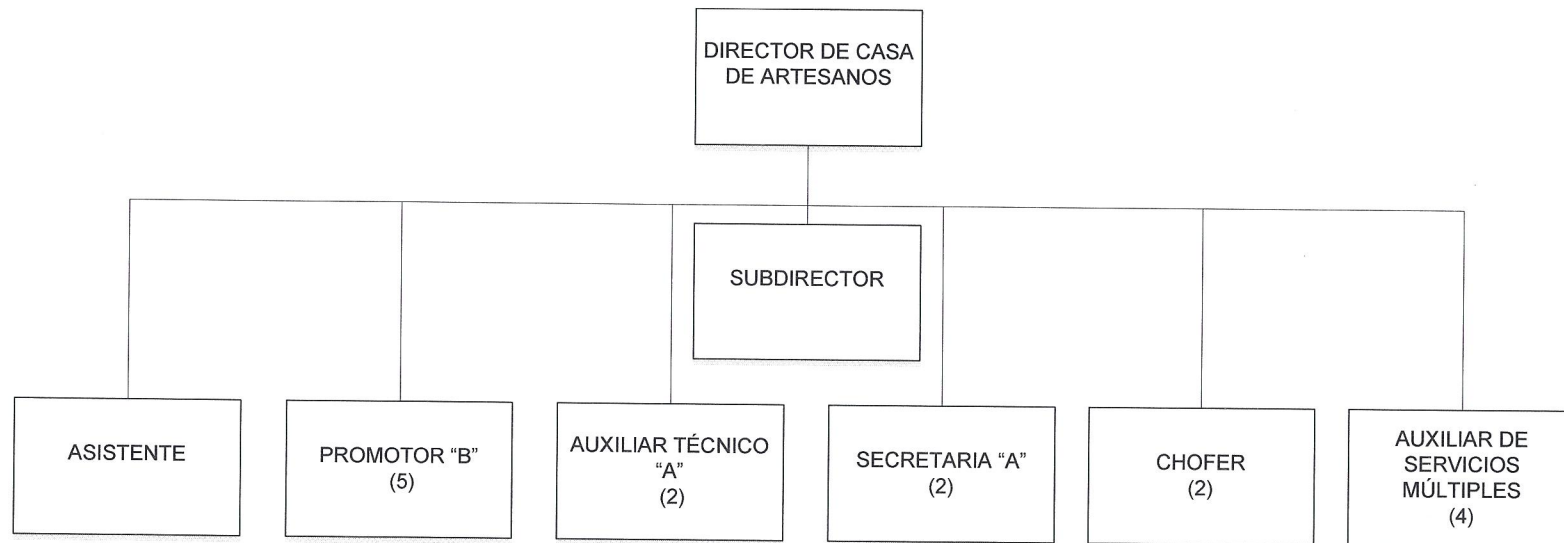 DIRECTOR DE CASA
DE ARTESANOS
SUBDIRECTOR
ASISTENTE
PROMOTOR “B”
(5)
AUXILIAR TÉCNICO
“A”
(2)
SECRETARIA “A”
(2)
CHOFER
(2)
AUXILIAR DE
SERVICIOS
MÚLTIPLES
(4)